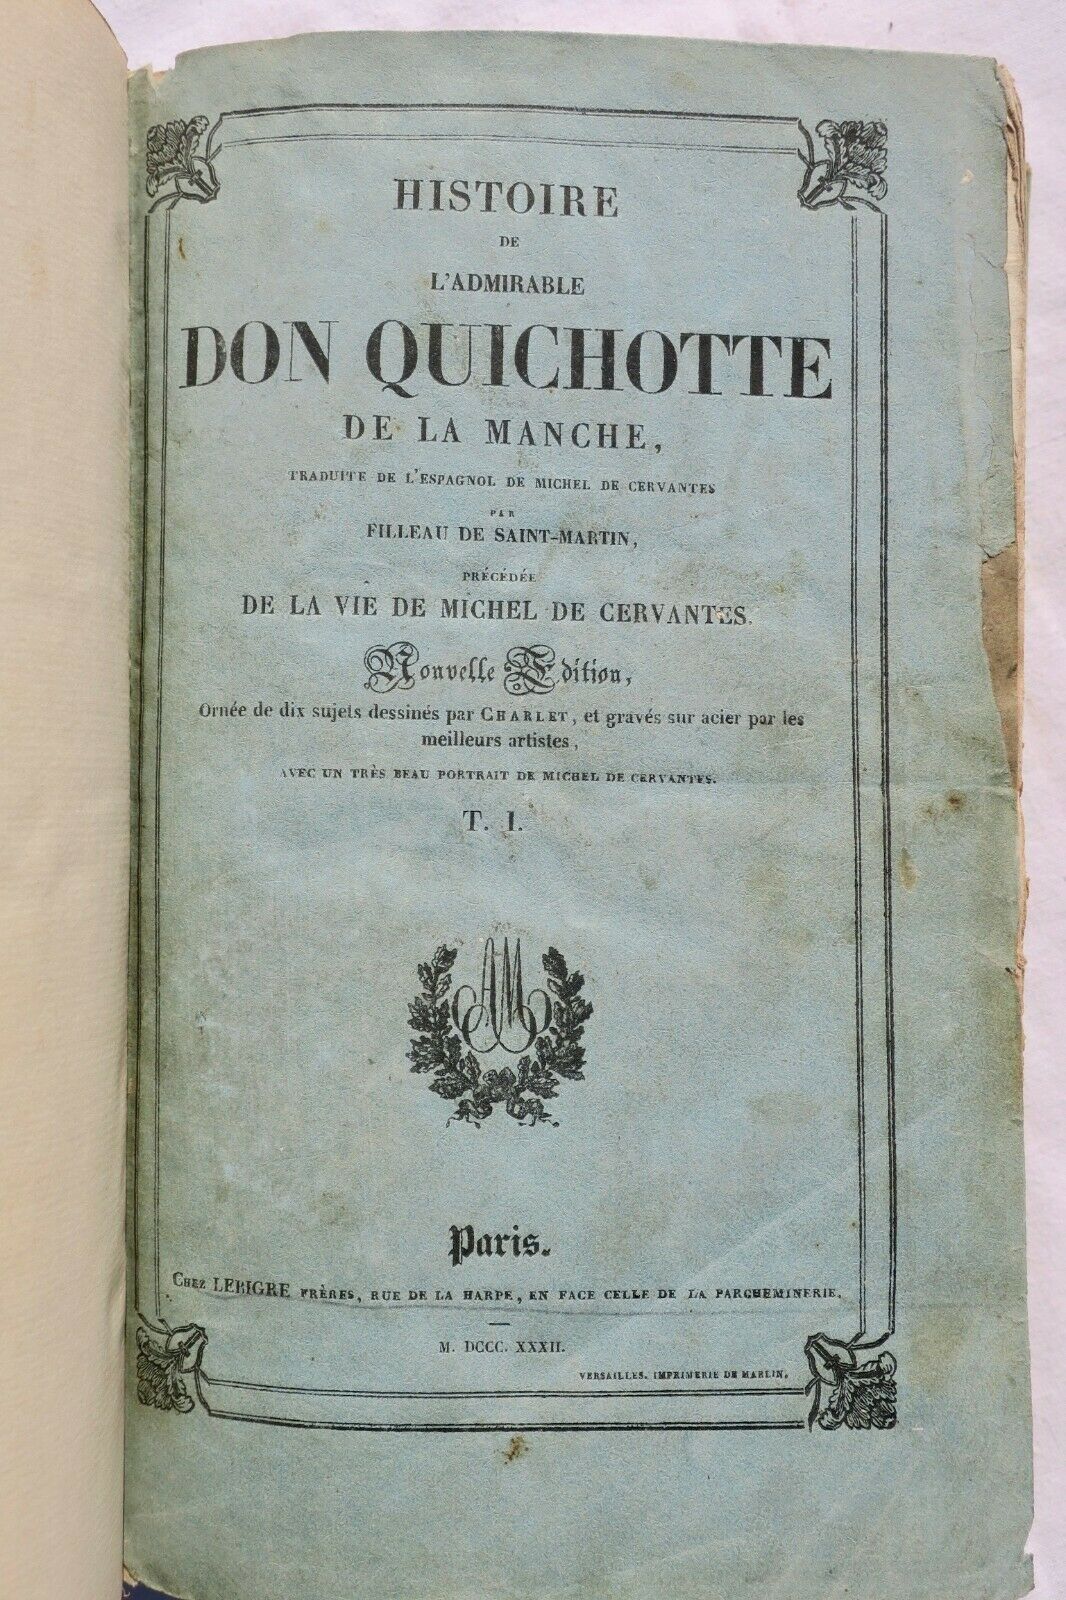 HISTOIRE
DE
L'ADMIRABLE
DON QUICHOTTE
DE LA MANCHE,
TRADUITE DE L'ESPAGNOL DE MICHEL DE CERVANTES
PAR
FILLEAU DE SAINT-MARTIN,
PRÉCÉDÉE
DE LA VIE DE MICHEL DE CERVANTES.
Nouvelle Edition,
Ornée de dix sujets dessinés par CHARLET, et gravés sur acier par les
meilleurs artistes,
AVEC UN TRÈS BEAU PORTRAIT DE MICHEL DE CERVANTES.
T. I.
AM
Paris.
CHEZ LEBIGRE FRÈRES, RUE DE LA HARPE, EN FACE CELLE DE LA PARCHEMINERIE.
M. DCCC. XXXII.
VERSAILLES. IMPRIMERIE DE MARLIN.